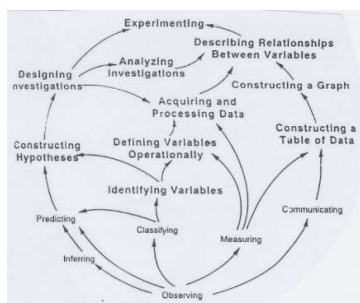 Experimenting
Describing Relationships
Between Variables
Analyzing
Investigations
Designing
Investigations
Constructing a Graph
Acquiring and
Processing Data
Constructing a
Table of Data
Defining Variables
Operationally
Constructing
Hypotheses
Identifying Variables
Predicting
Communicating
Classifying
Measuring
Inferring
Observing